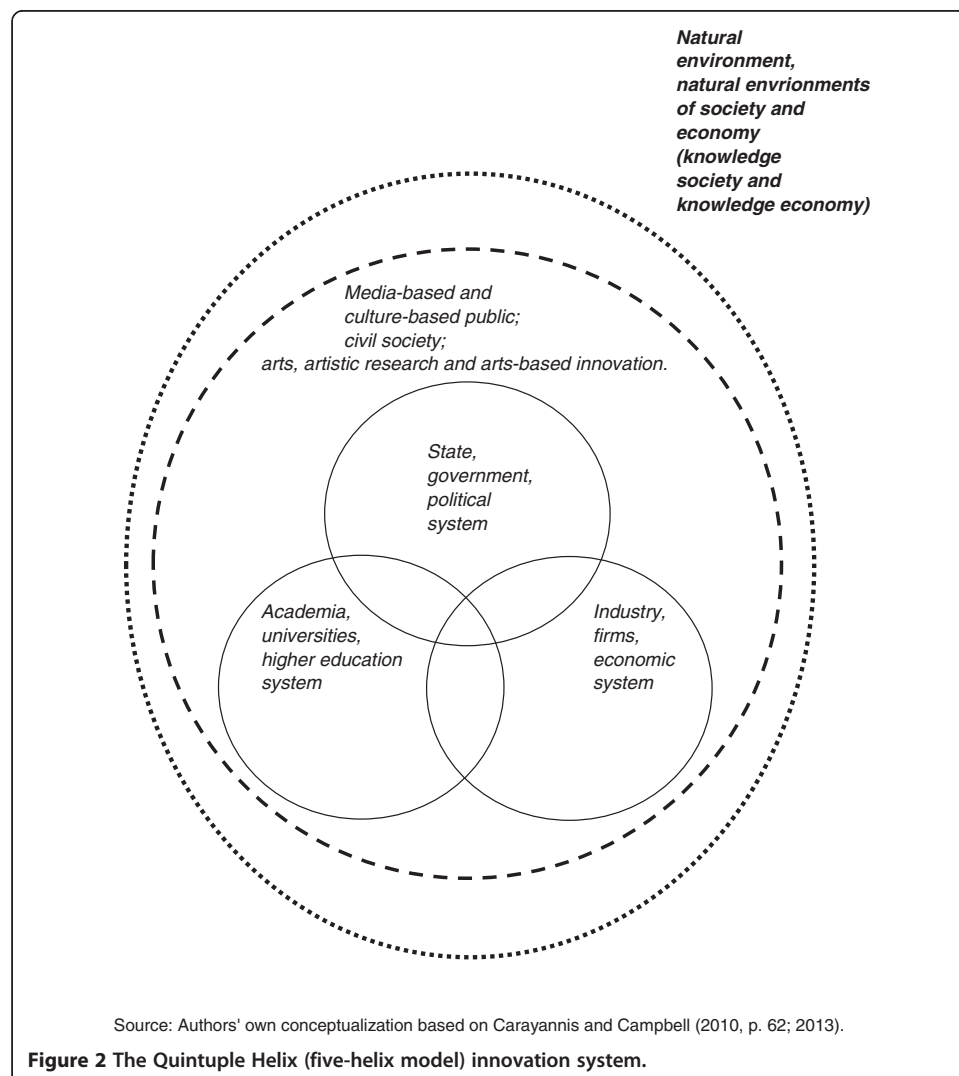 Natural
environment,
natural envrionments
of society and
economy
(knowledge
society and
knowledge economy)
Media-based and
culture-based public;
civil society;
arts, artistic research and arts-based innovation.
State,
government,
political
system
Academia,
universities,
higher education
system
Industry,
firms,
economic
system
Source: Authors' own conceptualization based on Carayannis and Campbell (2010, p. 62; 2013).
Figure 2 The Quintuple Helix (five-helix model) innovation system.